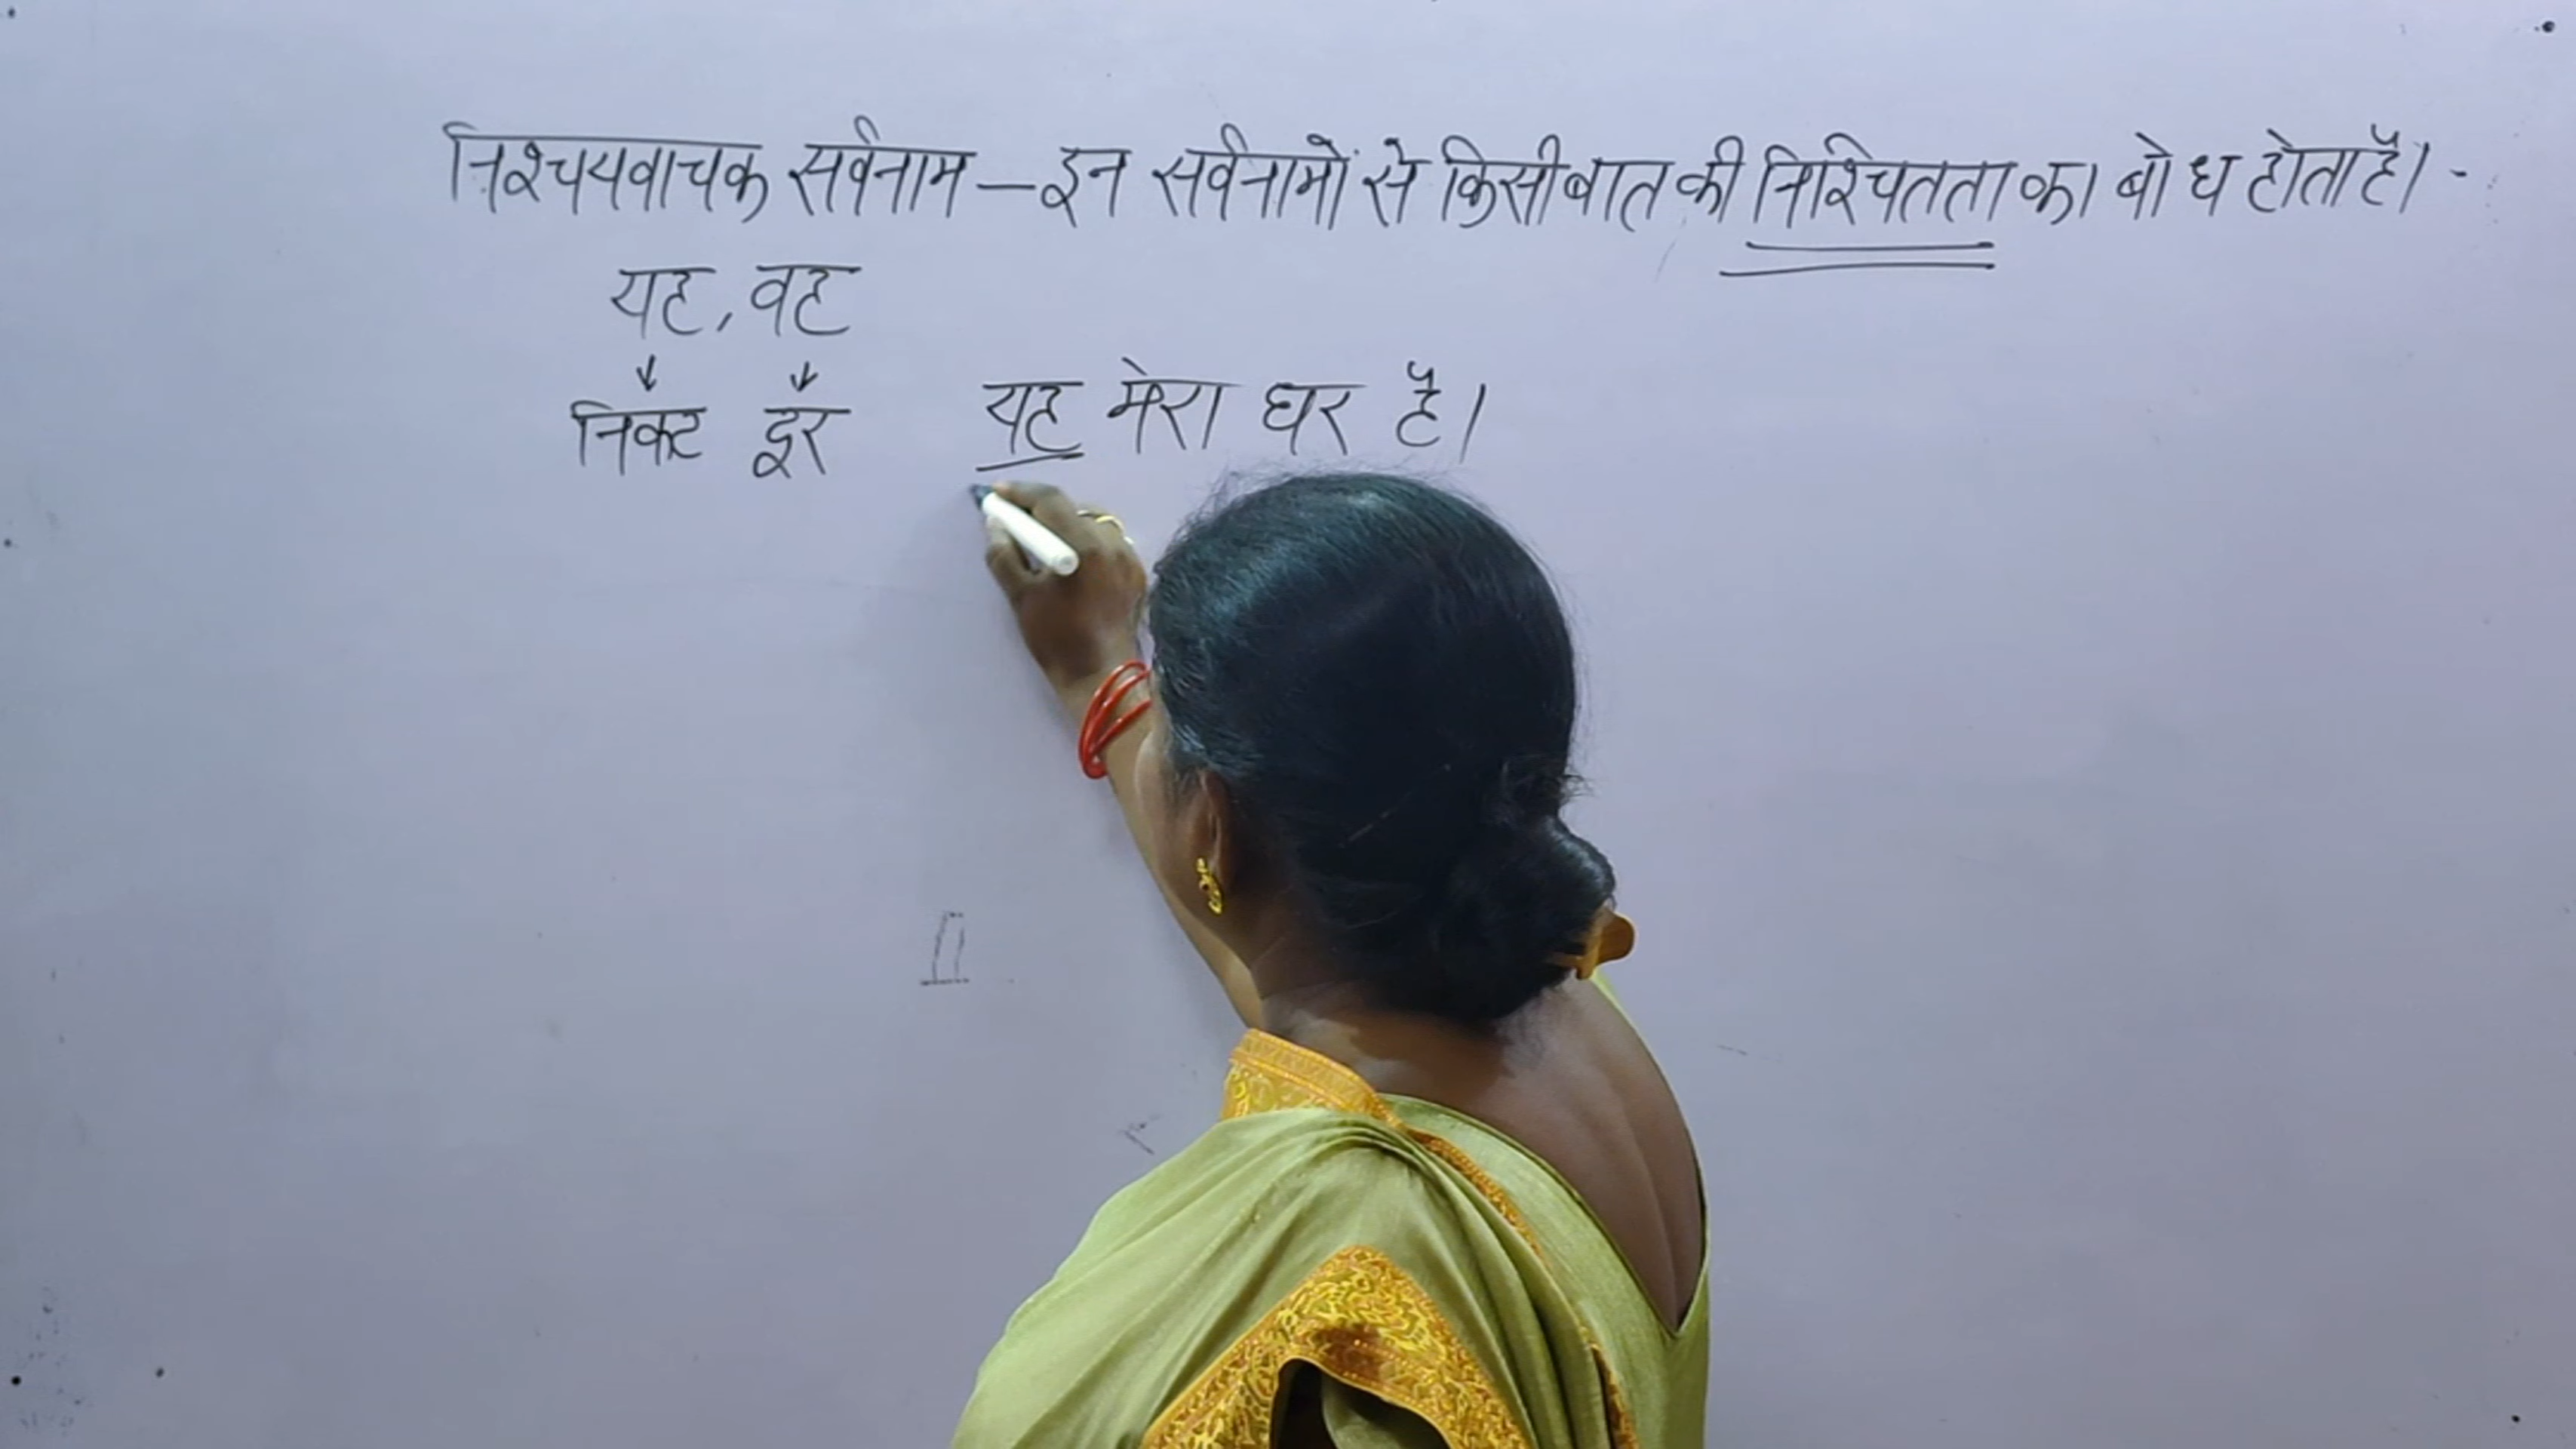 निश्चयवाचक सर्वनाम – इन सर्वनामों से किसी बात की निश्चितता का बोध होता है।
यह, वह
निकट दूर
यह मेरा घर है।